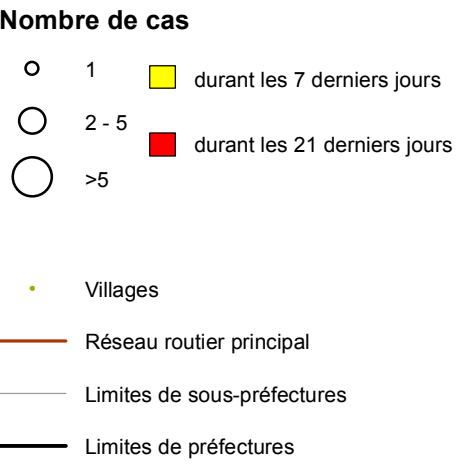 Nombre de cas
1
durant les 7 derniers jours
2 - 5
durant les 21 derniers jours
>5
Villages
Réseau routier principal
Limites de sous-préfectures
Limites de préfectures